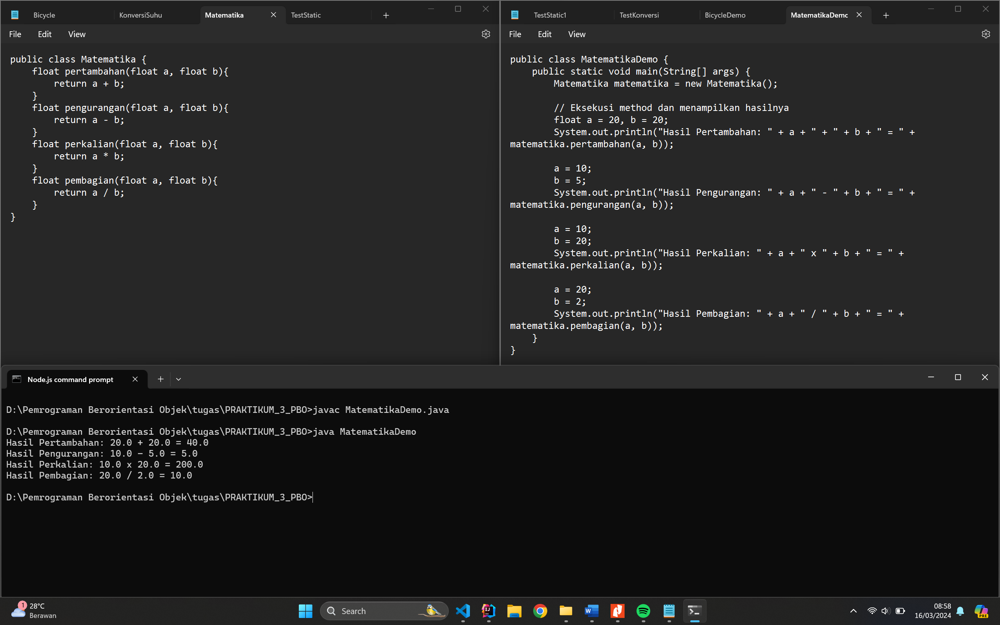 Bicycle
KonversiSuhu
Matematika
TestStatic
File Edit View
public class Matematika {
    float pertambahan(float a, float b){
        return a + b;
    }
    float pengurangan(float a, float b){
        return a - b;
    }
    float perkalian(float a, float b){
        return a * b;
    }
    float pembagian(float a, float b){
        return a / b;
    }
}
TestStatic1
TestKonversi
BicycleDemo
MatematikaDemo
File Edit View
public class MatematikaDemo {
    public static void main(String[] args) {
        Matematika matematika = new Matematika();

        // Eksekusi method dan menampilkan hasilnya
        float a = 20, b = 20;
        System.out.println("Hasil Pertambahan: " + a + " + " + b + " = " +
matematika.pertambahan(a, b));

        a = 10;
        b = 5;
        System.out.println("Hasil Pengurangan: " + a + " - " + b + " = " +
matematika.pengurangan(a, b));

        a = 10;
        b = 20;
        System.out.println("Hasil Perkalian: " + a + " x " + b + " = " +
matematika.perkalian(a, b));

        a = 20;
        b = 2;
        System.out.println("Hasil Pembagian: " + a + " / " + b + " = " +
matematika.pembagian(a, b));
    }
}
Node.js command prompt
D:\Pemrograman Berorientasi Objek\tugas\PRAKTIKUM_3_PBO>javac MatematikaDemo.java

D:\Pemrograman Berorientasi Objek\tugas\PRAKTIKUM_3_PBO>java MatematikaDemo
Hasil Pertambahan: 20.0 + 20.0 = 40.0
Hasil Pengurangan: 10.0 - 5.0 = 5.0
Hasil Perkalian: 10.0 x 20.0 = 200.0
Hasil Pembagian: 20.0 / 2.0 = 10.0

D:\Pemrograman Berorientasi Objek\tugas\PRAKTIKUM_3_PBO>
1
28°C
Berawan
Search
IJ
W
PRE
08:58
16/03/2024